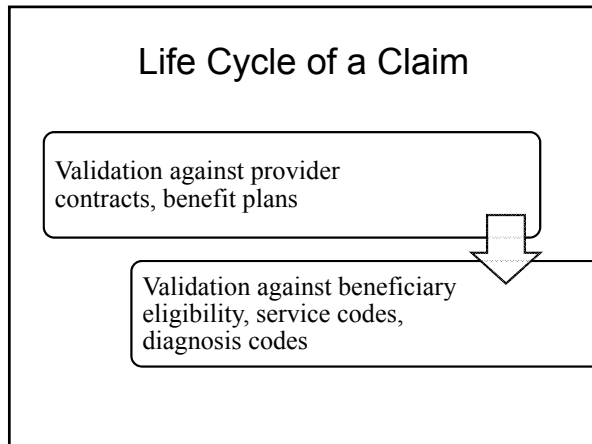 Life Cycle of a Claim
Validation against provider
contracts, benefit plans
Validation against beneficiary
eligibility, service codes,
diagnosis codes